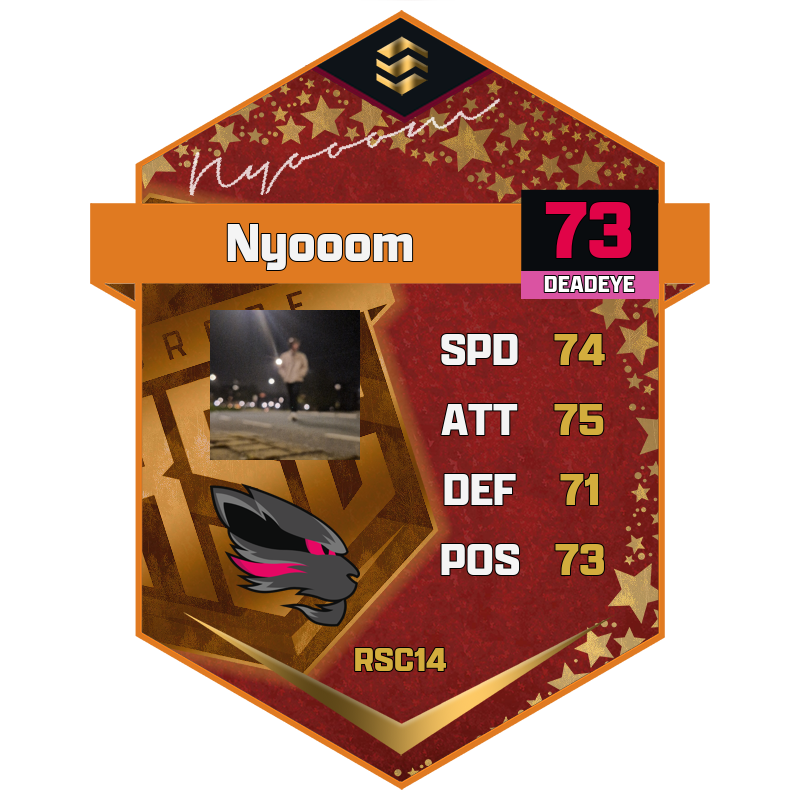 Nyooom
Nyooom
73
DEADEYE
SPD 74
ATT 75
DEF 71
POS 73
RSC14